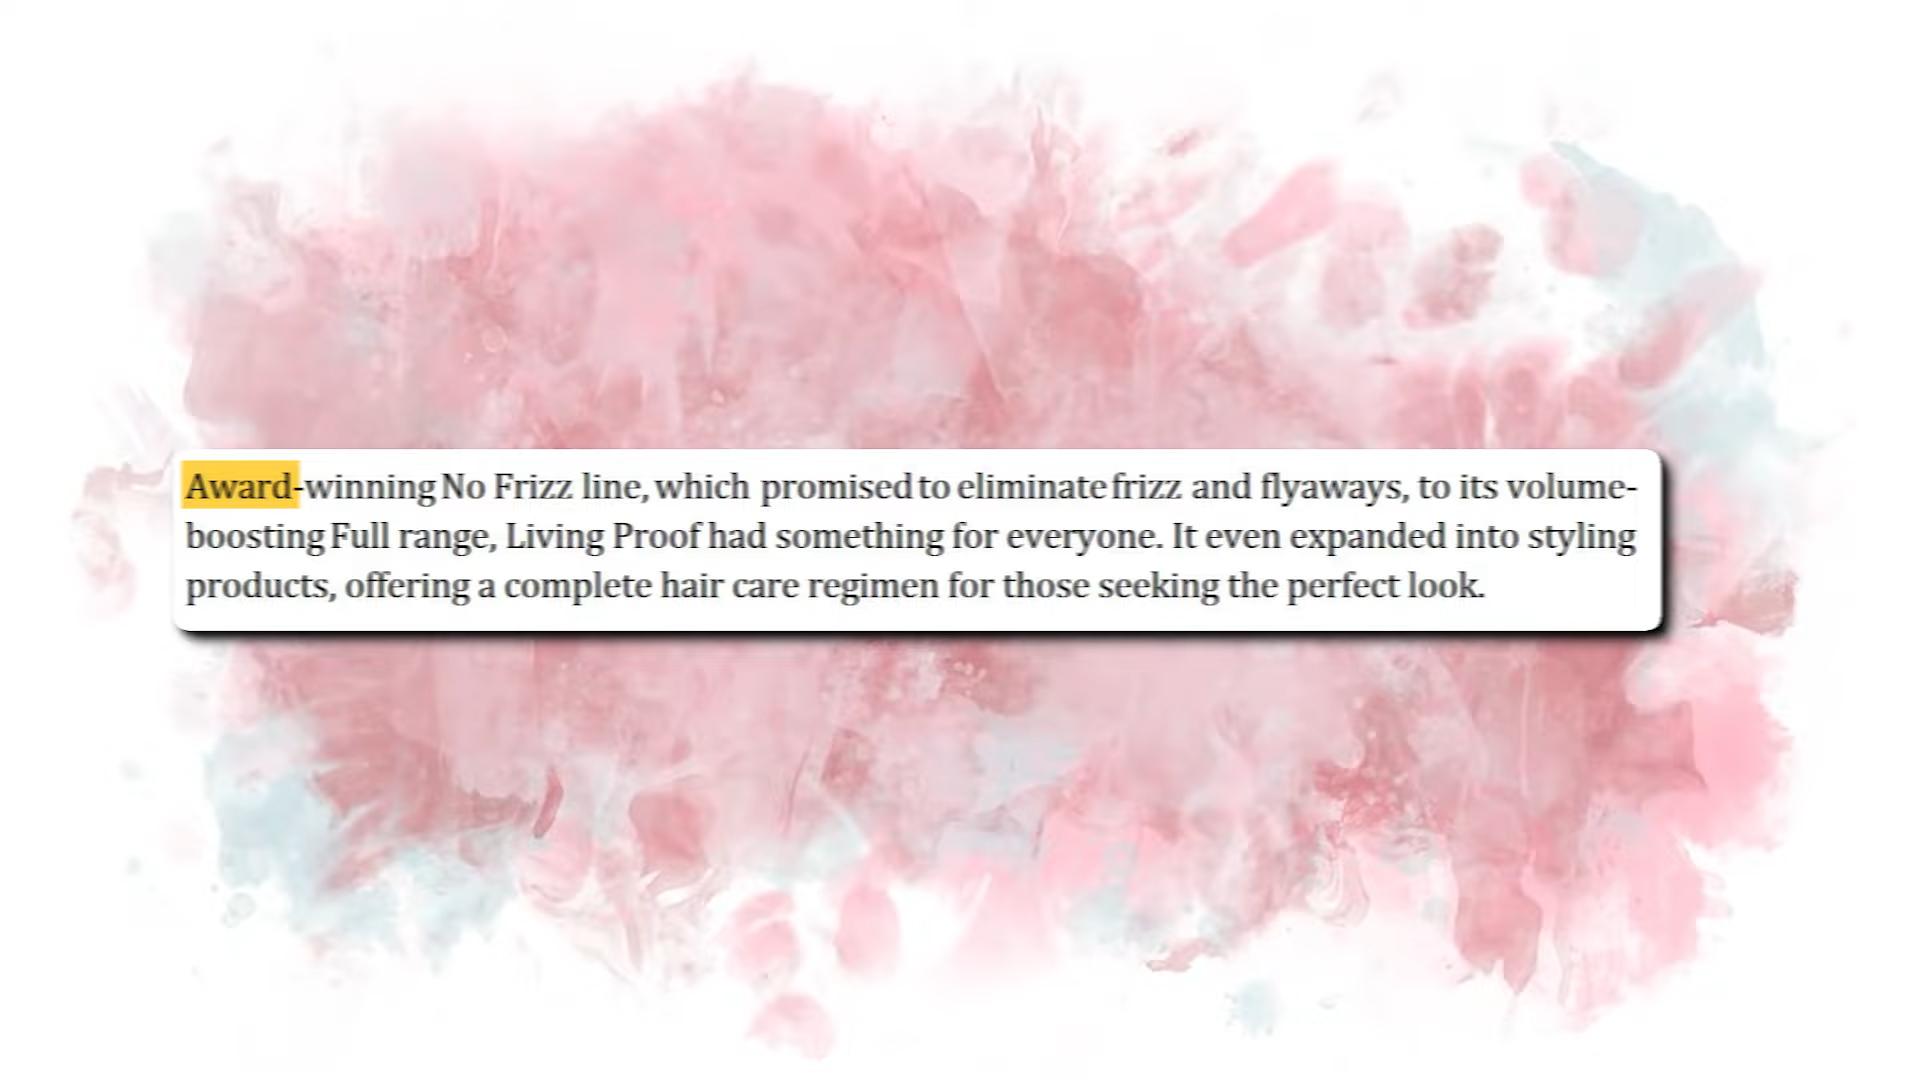 Award-winning No Frizz line, which promised to eliminate frizz and flyaways, to its volume-
boosting Full range, Living Proof had something for everyone. It even expanded into styling
products, offering a complete hair care regimen for those seeking the perfect look.